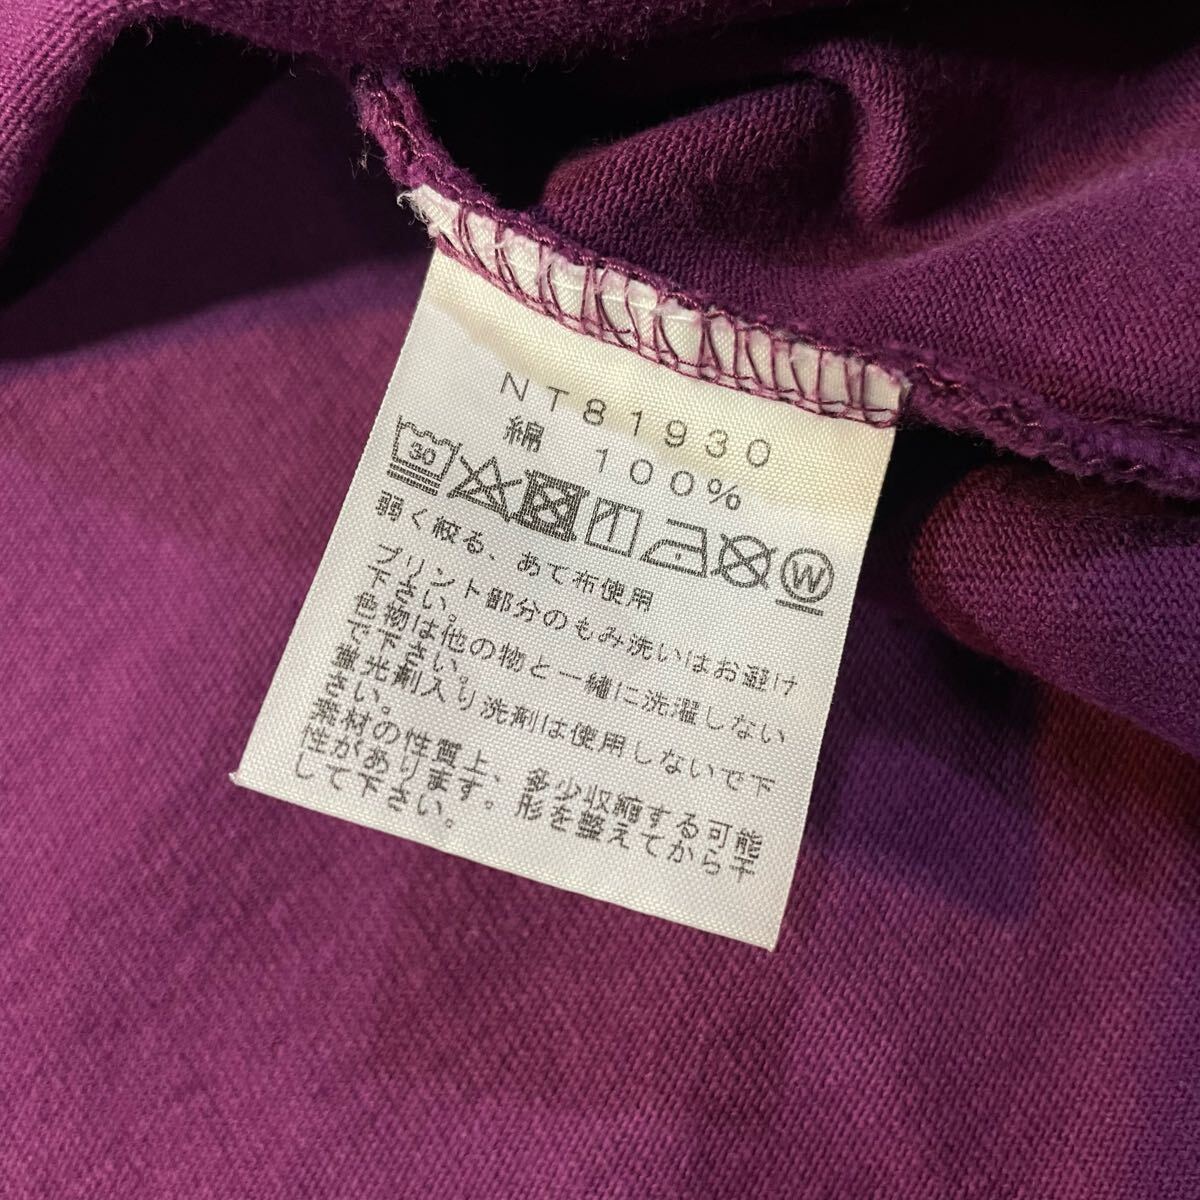 NT81930
綿 100%
30
W
弱く絞る、あて布使用
プリント部分のもみ洗いはお避け
下さい。
色物は他の物と一緒に洗濯しない
で下さい。
蛍光剤入り洗剤は使用しないで下
さい。
素材の性質上、多少収縮する可能
性があります。形を整えてから干
して下さい。